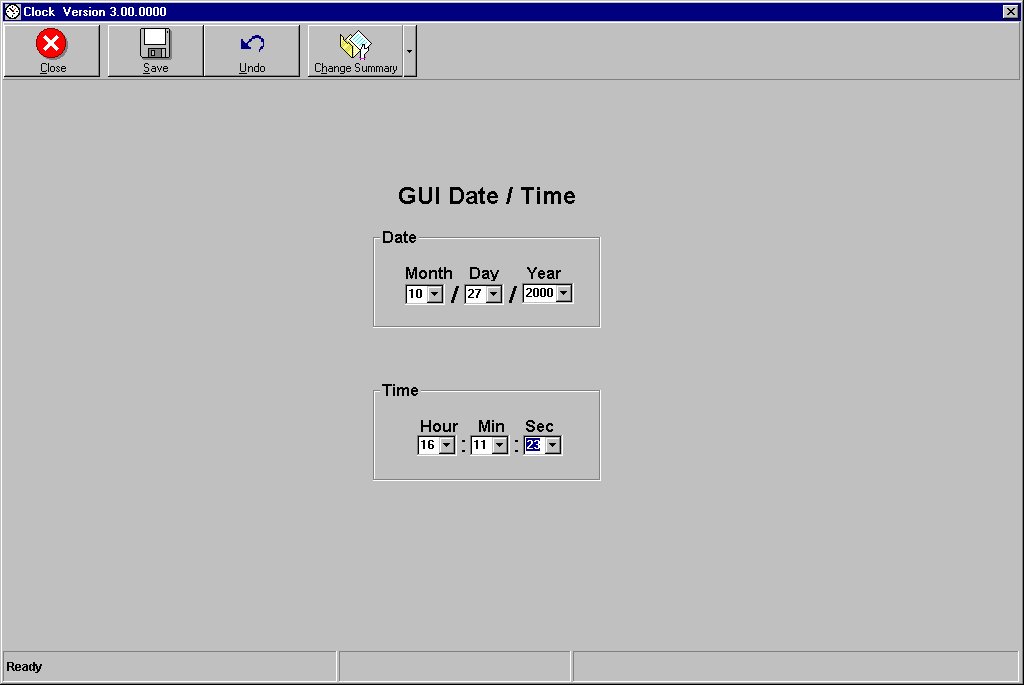 Clock Version 3.00.0000
Close Save Undo Change Summary
GUI Date / Time
Date
Month Day Year
10 / 27 / 2000
Time
Hour Min Sec
16 : 11 : 23
Ready